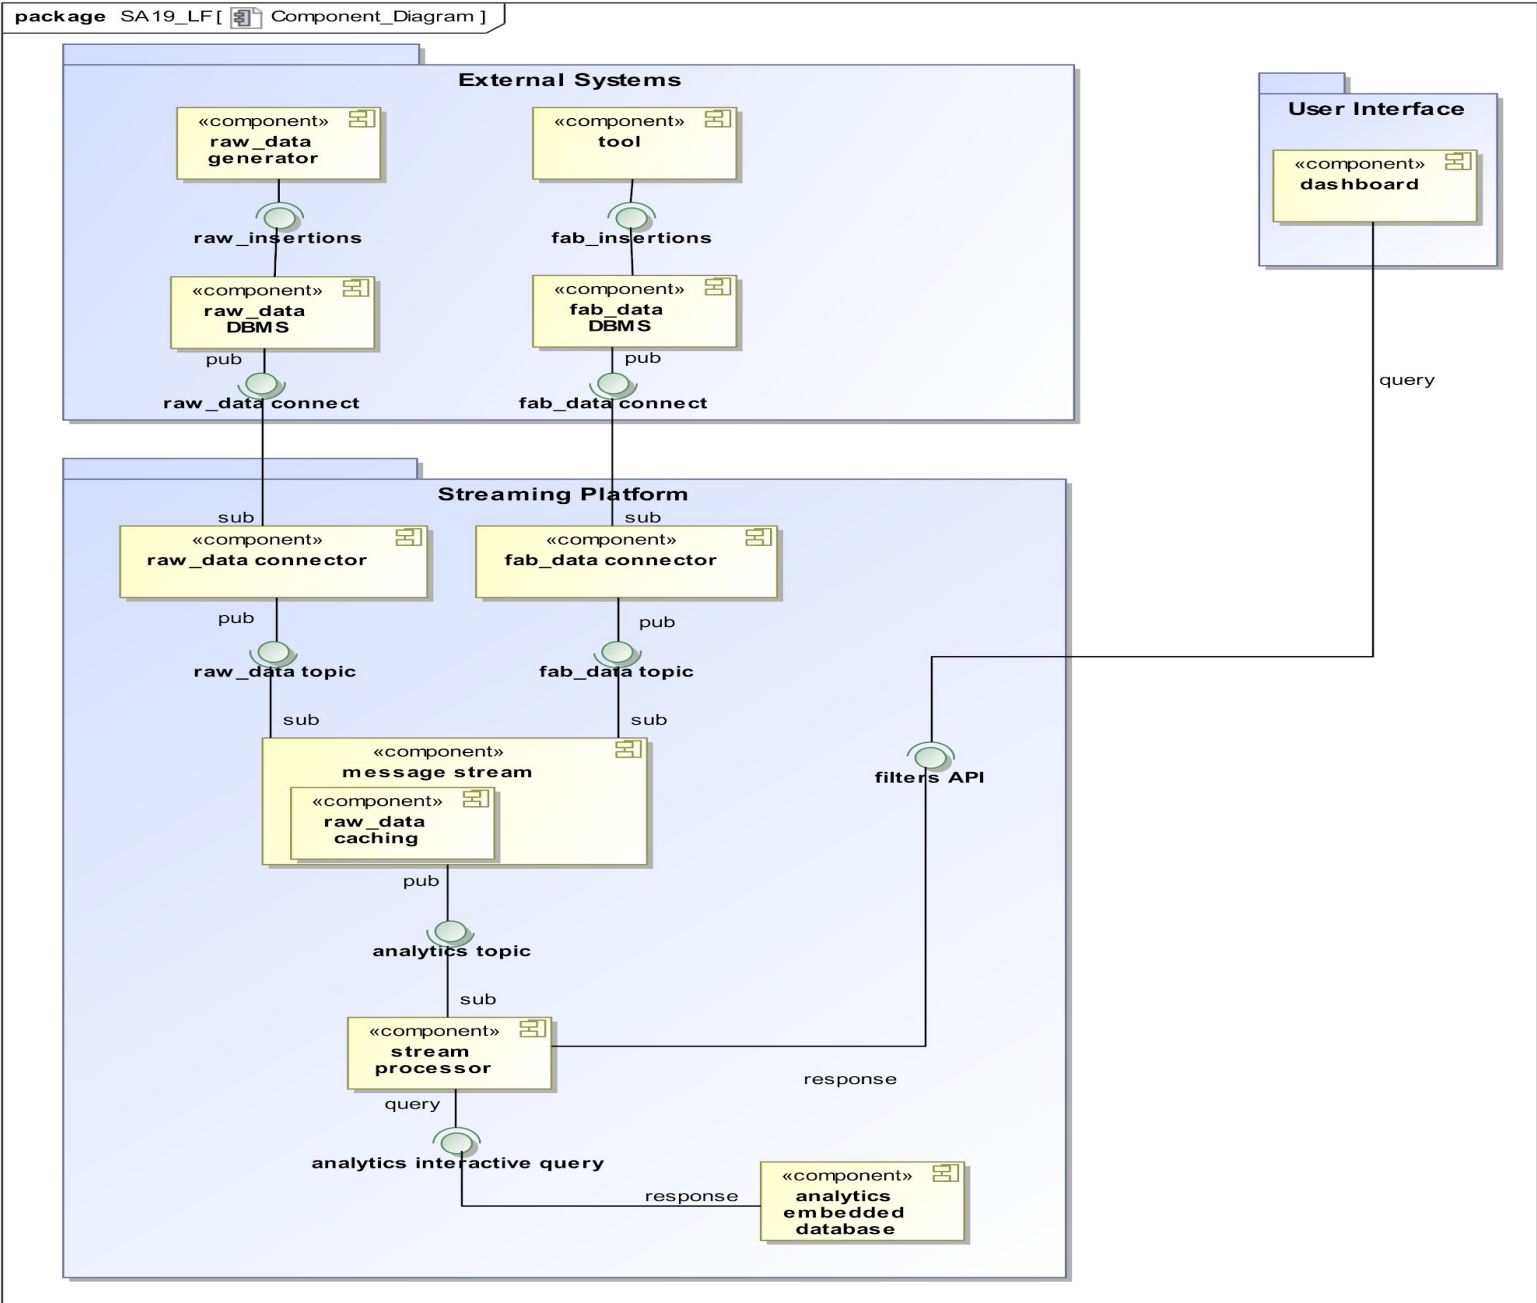 package SA19_LF[ Component_Diagram ]
External Systems
«component»
raw_data
generator
«component»
tool
raw_insertions
fab_insertions
«component»
raw_data
DBMS
«component»
fab_data
DBMS
pub
pub
raw_data connect
fab_data connect
User Interface
«component»
dashboard
query
Streaming Platform
sub
sub
«component»
raw_data connector
«component»
fab_data connector
pub
pub
raw_data topic
fab_data topic
sub
sub
«component»
message stream
«component»
raw_data
caching
filters API
pub
analytics topic
sub
«component»
stream
processor
response
query
analytics interactive query
response
«component»
analytics
embedded
database